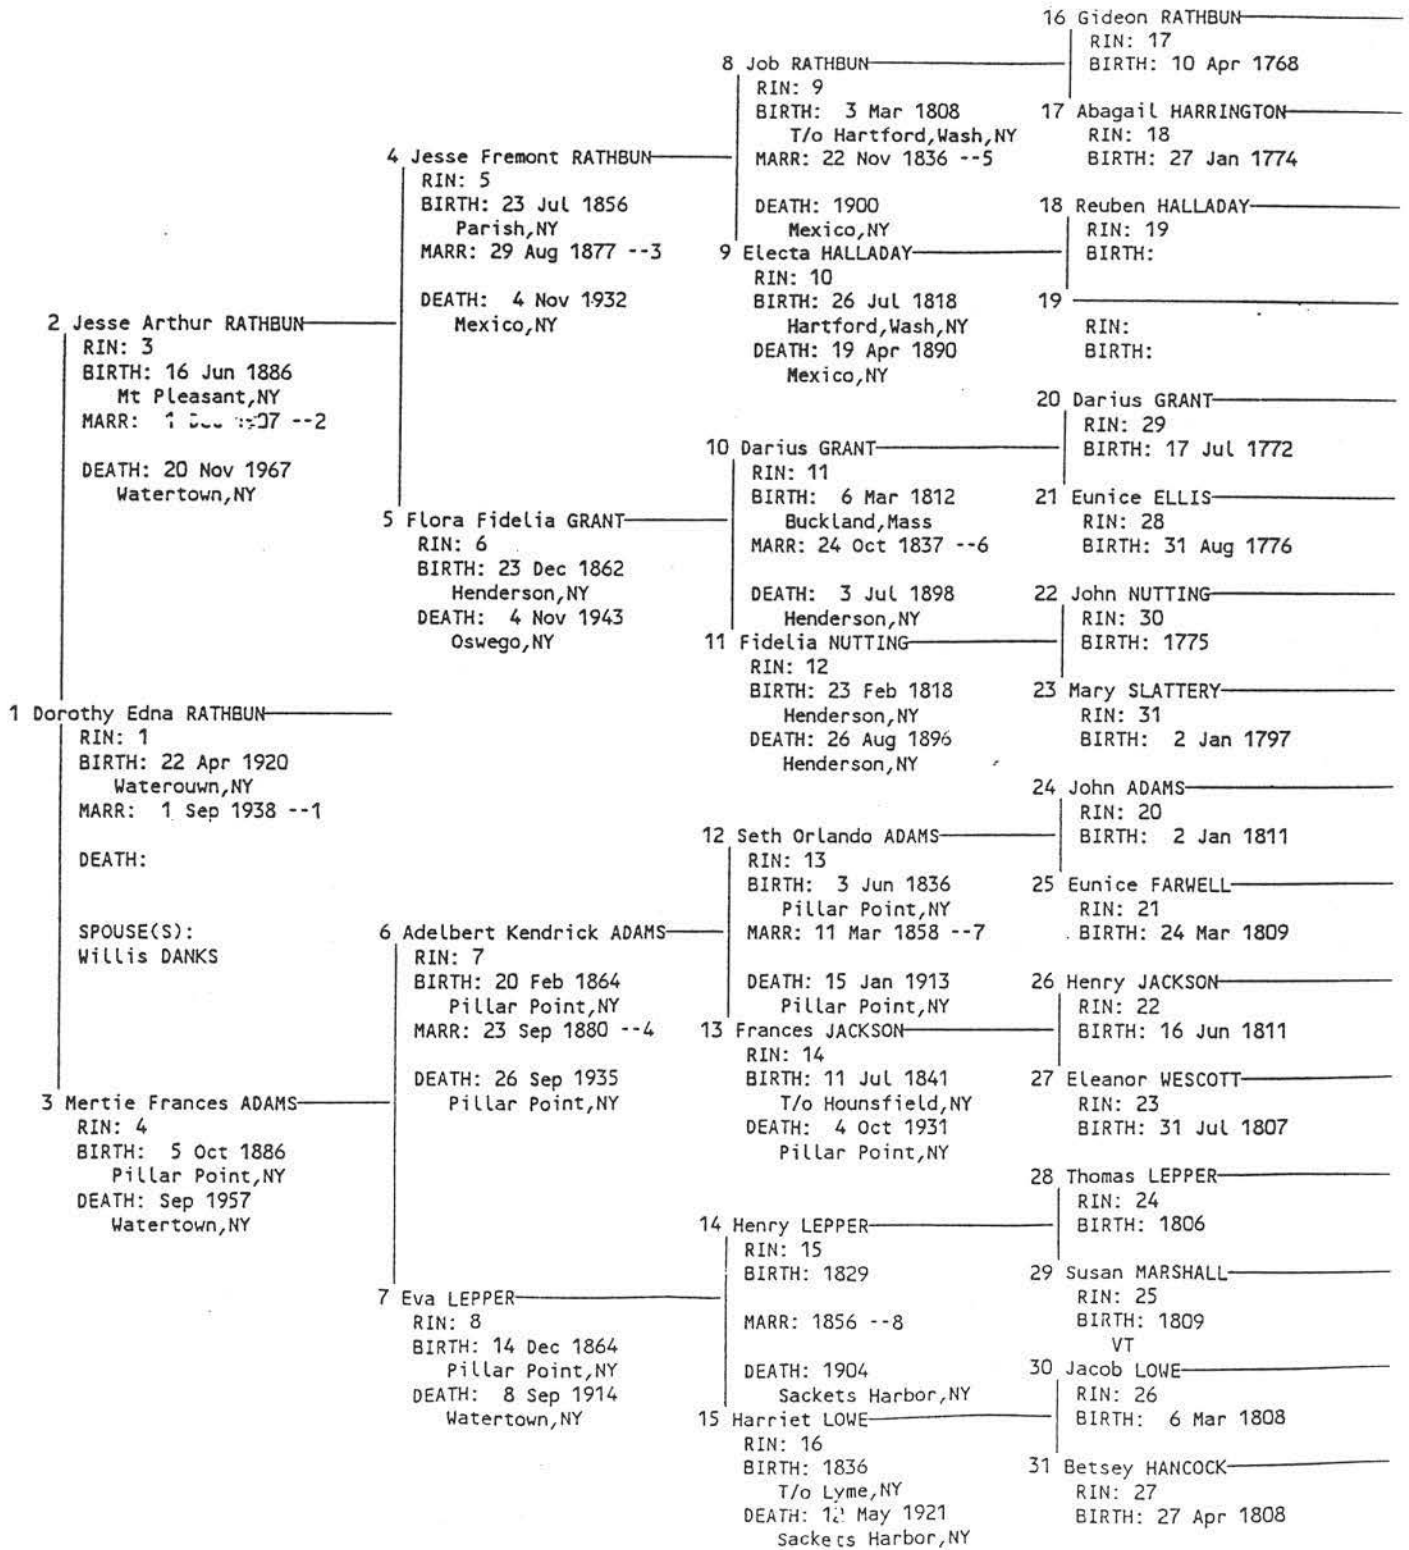 1 Dorothy Edna RATHBUN
RIN: 1
BIRTH: 22 Apr 1920
Waterouwn,NY
MARR: 1 Sep 1938 --1
DEATH:
SPOUSE(S):
Willis DANKS
2 Jesse Arthur RATHBUN
RIN: 3
BIRTH: 16 Jun 1886
Mt Pleasant,NY
MARR: 1 --2
DEATH: 20 Nov 1967
Watertown,NY
3 Mertie Frances ADAMS
RIN: 4
BIRTH: 5 Oct 1886
Pillar Point,NY
DEATH: Sep 1957
Watertown,NY
4 Jesse Fremont RATHBUN
RIN: 5
BIRTH: 23 Jul 1856
Parish,NY
MARR: 29 Aug 1877 --3
DEATH: 4 Nov 1932
Mexico,NY
5 Flora Fidelia GRANT
RIN: 6
BIRTH: 23 Dec 1862
Henderson,NY
DEATH: 4 Nov 1943
Oswego,NY
6 Adelbert Kendrick ADAMS
RIN: 7
BIRTH: 20 Feb 1864
Pillar Point,NY
MARR: 23 Sep 1880 --4
DEATH: 26 Sep 1935
Pillar Point,NY
7 Eva LEPPER
RIN: 8
BIRTH: 14 Dec 1864
Pillar Point,NY
DEATH: 8 Sep 1914
Watertown,NY
8 Job RATHBUN
RIN: 9
BIRTH: 3 Mar 1808
T/o Hartford,Wash,NY
MARR: 22 Nov 1836 --5
DEATH: 1900
Mexico,NY
9 Electa HALLADAY
RIN: 10
BIRTH: 26 Jul 1818
Hartford,Wash,NY
DEATH: 19 Apr 1890
Mexico,NY
10 Darius GRANT
RIN: 11
BIRTH: 6 Mar 1812
Buckland,Mass
MARR: 24 Oct 1837 --6
DEATH: 3 Jul 1898
Henderson,NY
11 Fidelia NUTTING
RIN: 12
BIRTH: 23 Feb 1818
Henderson,NY
DEATH: 26 Aug 1896
Henderson,NY
12 Seth Orlando ADAMS
RIN: 13
BIRTH: 3 Jun 1836
Pillar Point,NY
MARR: 11 Mar 1858 --7
DEATH: 15 Jan 1913
Pillar Point,NY
13 Frances JACKSON
RIN: 14
BIRTH: 11 Jul 1841
T/o Hounsfield,NY
DEATH: 4 Oct 1931
Pillar Point,NY
14 Henry LEPPER
RIN: 15
BIRTH: 1829
MARR: 1856 --8
DEATH: 1904
Sackets Harbor,NY
15 Harriet LOWE
RIN: 16
BIRTH: 1836
T/o Lyme,NY
DEATH: 12 May 1921
Sackets Harbor,NY
16 Gideon RATHBUN
RIN: 17
BIRTH: 10 Apr 1768
17 Abagail HARRINGTON
RIN: 18
BIRTH: 27 Jan 1774
18 Reuben HALLADAY
RIN: 19
BIRTH:
19
RIN:
BIRTH:
20 Darius GRANT
RIN: 29
BIRTH: 17 Jul 1772
21 Eunice ELLIS
RIN: 28
BIRTH: 31 Aug 1776
22 John NUTTING
RIN: 30
BIRTH: 1775
23 Mary SLATTERY
RIN: 31
BIRTH: 2 Jan 1797
24 John ADAMS
RIN: 20
BIRTH: 2 Jan 1811
25 Eunice FARWELL
RIN: 21
BIRTH: 24 Mar 1809
26 Henry JACKSON
RIN: 22
BIRTH: 16 Jun 1811
27 Eleanor WESCOTT
RIN: 23
BIRTH: 31 Jul 1807
28 Thomas LEPPER
RIN: 24
BIRTH: 1806
29 Susan MARSHALL
RIN: 25
BIRTH: 1809
VT
30 Jacob LOWE
RIN: 26
BIRTH: 6 Mar 1808
31 Betsey HANCOCK
RIN: 27
BIRTH: 27 Apr 1808